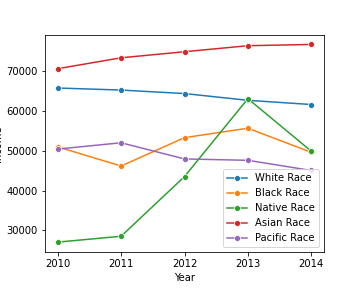 70000
60000
50000
40000
30000
2010 2011 2012 2013 2014
Year
White Race
Black Race
Native Race
Asian Race
Pacific Race